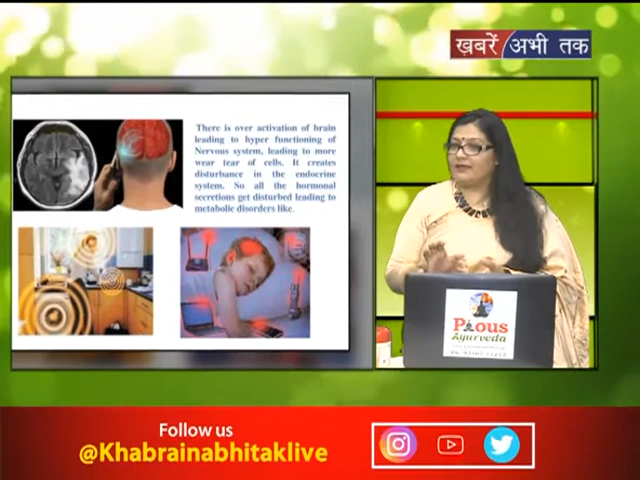 ख़बरें अभी तक
There is over activation of brain
leading to hyper functioning of
Nervous system, leading to more
wear tear of cells. It creates
disturbance in the endocrine
system. So all the hormonal
secretions get disturbed leading to
metabolic disorders like.
Pious
Ayurveda
Follow us
@Khabrainabhitaklive